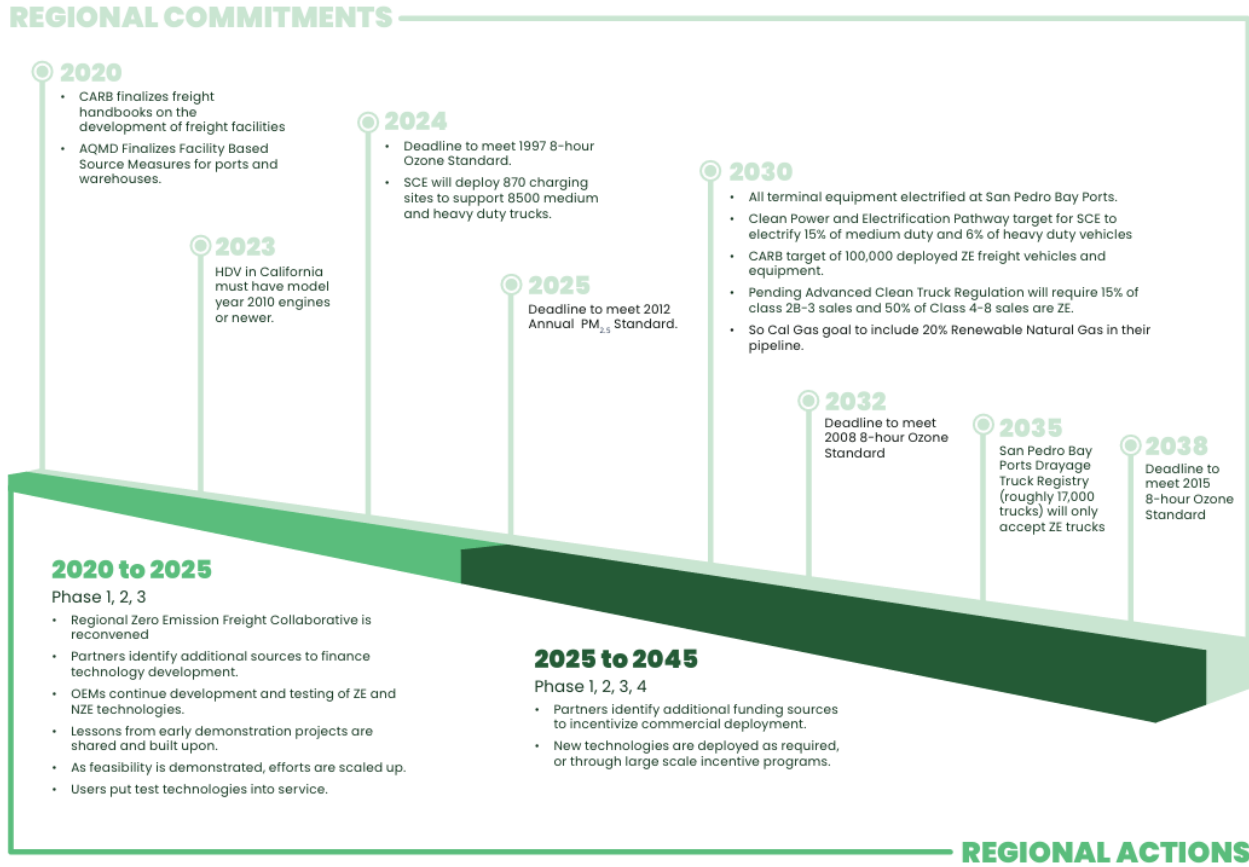 REGIONAL COMMITMENTS
2020
• CARB finalizes freight
handbooks on the
development of freight facilities
• AQMD Finalizes Facility Based
Source Measures for ports and
warehouses.
2023
HDV in California
must have model
year 2010 engines
or newer.
2024
• Deadline to meet 1997 8-hour
Ozone Standard.
• SCE will deploy 870 charging
sites to support 8500 medium
and heavy duty trucks.
2025
Deadline to meet 2012
Annual PM2.5 Standard.
2030
• All terminal equipment electrified at San Pedro Bay Ports.
• Clean Power and Electrification Pathway target for SCE to
electrify 15% of medium duty and 6% of heavy duty vehicles
• CARB target of 100,000 deployed ZE freight vehicles and
equipment.
• Pending Advanced Clean Truck Regulation will require 15% of
class 2B-3 sales and 50% of Class 4-8 sales are ZE.
• So Cal Gas goal to include 20% Renewable Natural Gas in their
pipeline.
2032
Deadline to meet
2008 8-hour Ozone
Standard
2035
San Pedro Bay
Ports Drayage
Truck Registry
(roughly 17,000
trucks) will only
accept ZE trucks
2038
Deadline to
meet 2015
8-hour Ozone
Standard
2020 to 2025
Phase 1, 2, 3
• Regional Zero Emission Freight Collaborative is
reconvened
• Partners identify additional sources to finance
technology development.
• OEMs continue development and testing of ZE and
NZE technologies.
• Lessons from early demonstration projects are
shared and built upon.
• As feasibility is demonstrated, efforts are scaled up.
• Users put test technologies into service.
2025 to 2045
Phase 1, 2, 3, 4
• Partners identify additional funding sources
to incentivize commercial deployment.
• New technologies are deployed as required,
or through large scale incentive programs.
REGIONAL ACTIONS